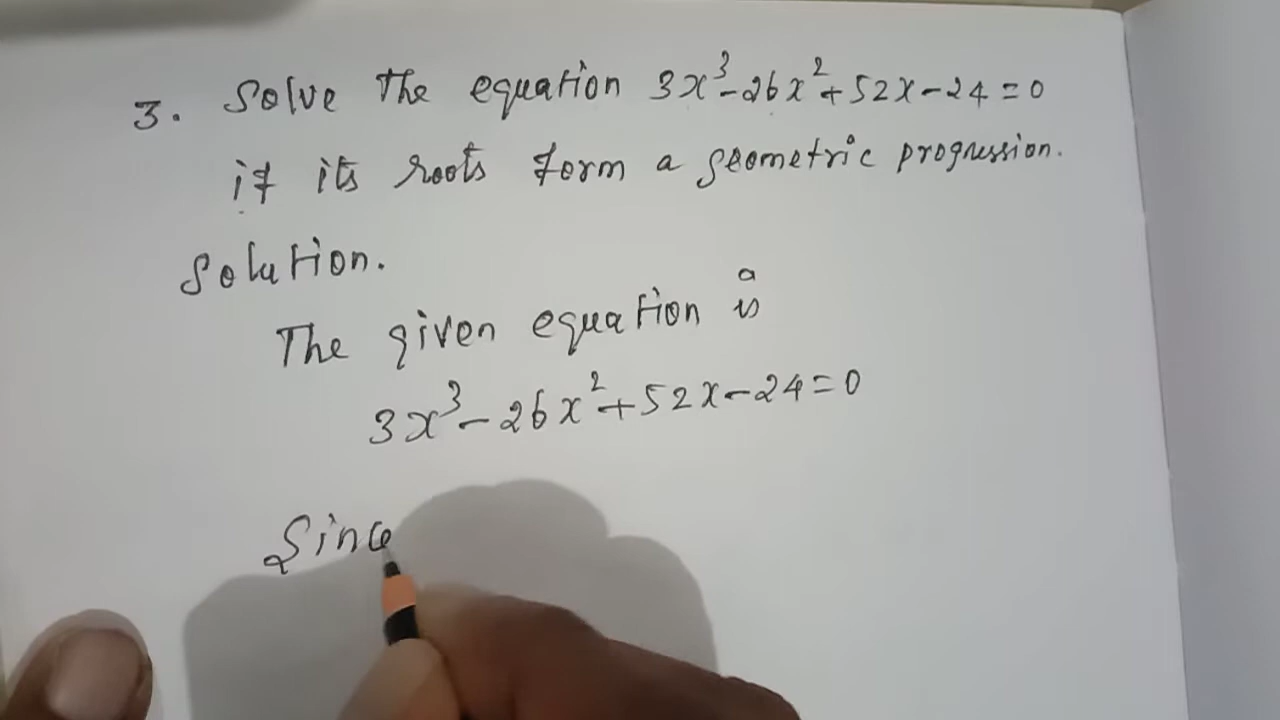 3. Solve The equation 3x³-26x²+52x-24=0
if its roots form a geometric progression.
Solution.
The given equation is
3x³-26x²+52x-24=0
Since